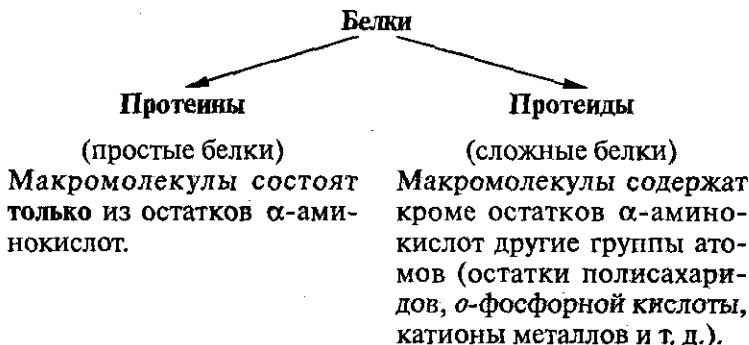 Белки
Протеины
(простые белки)
Макромолекулы состоят
только из остатков α-ами-
нокислот.
Протеиды
(сложные белки)
Макромолекулы содержат
кроме остатков α-амино-
кислот другие группы ато-
мов (остатки полисахари-
дов, о-фосфорной кислоты,
катионы металлов и т. д.).